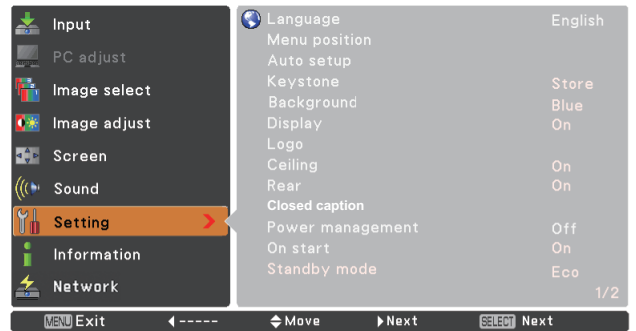 Input
PC adjust
Image select
Image adjust
Screen
Sound
Setting
Information
Network
Language English
Menu position
Auto setup
Keystone Store
Background Blue
Display On
Logo
Ceiling On
Rear On
Closed caption
Power management Off
On start On
Standby mode Eco
1/2
MENU Exit ----- Move Next SELECT Next